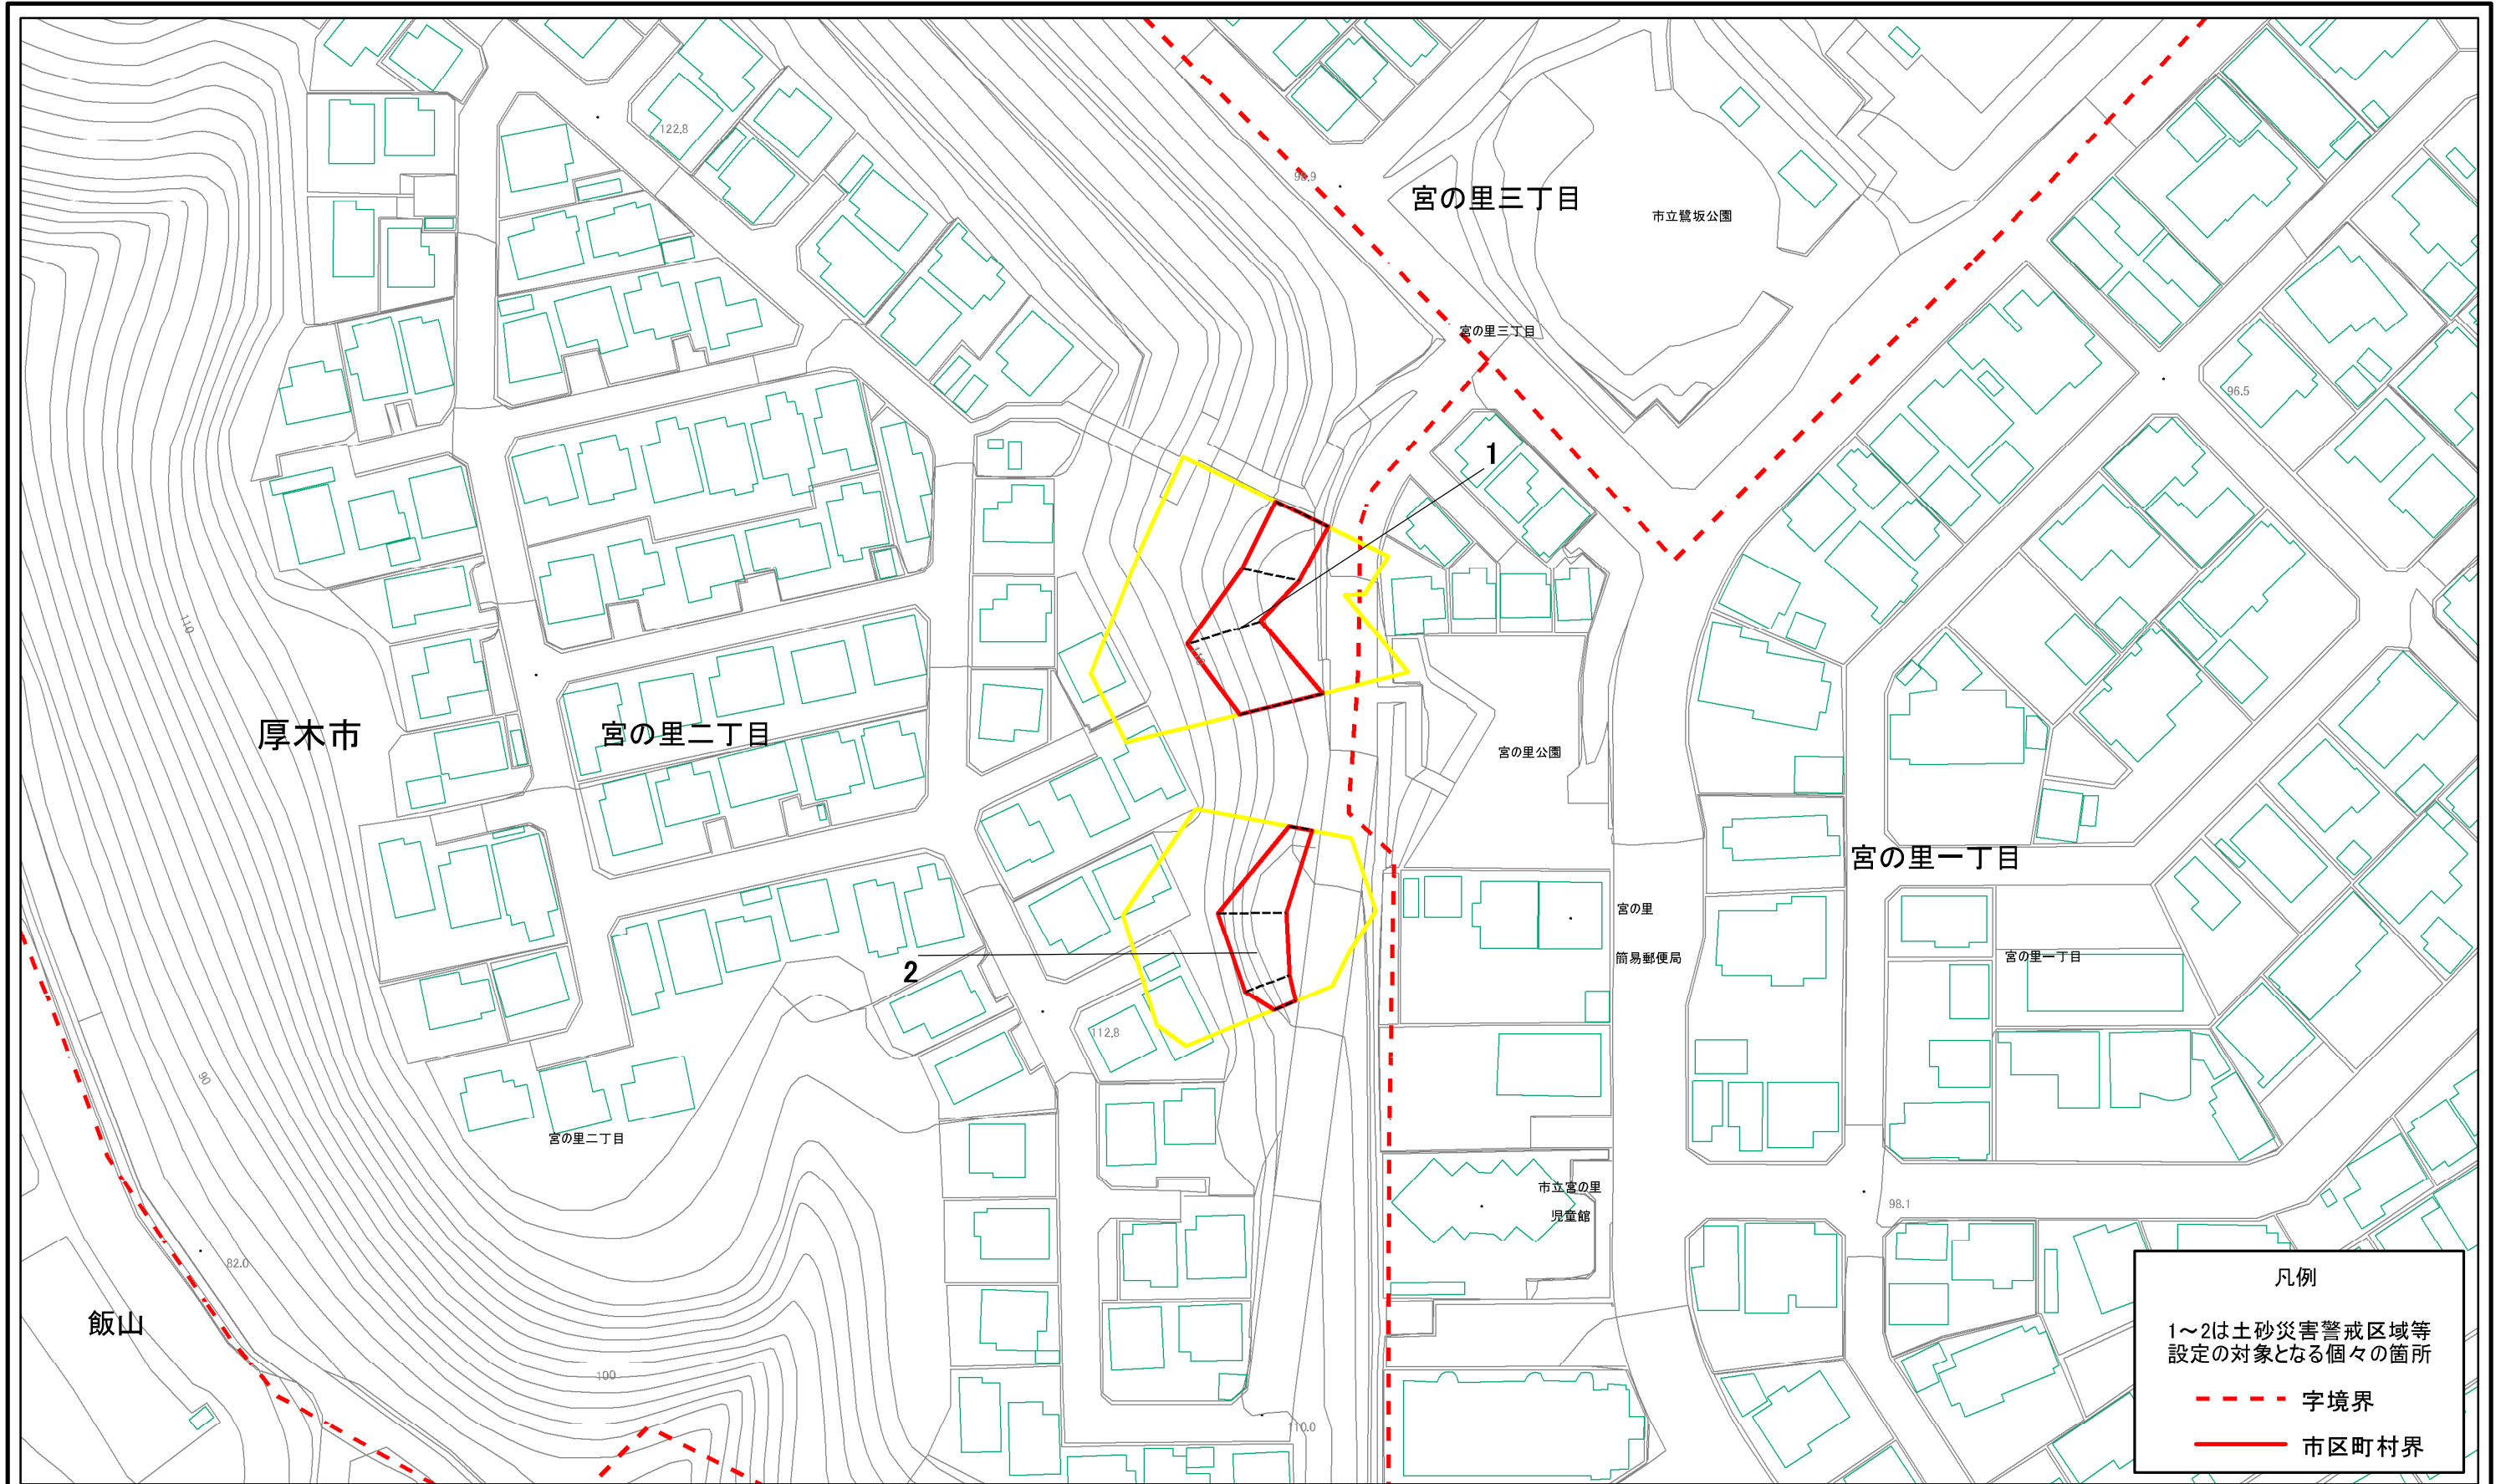 122.8
98.9
宮の里三丁目
市立鷺坂公園
宮の里三丁目
96.5
1
110
110
厚木市
宮の里二丁目
宮の里公園
宮の里一丁目
宮の里
簡易郵便局
宮の里一丁目
2
112.8
90
宮の里二丁目
市立宮の里
児童館
98.1
82.0
飯山
100
110.0
凡例
1～2は土砂災害警戒区域等
設定の対象となる個々の箇所
字境界
市区町村界